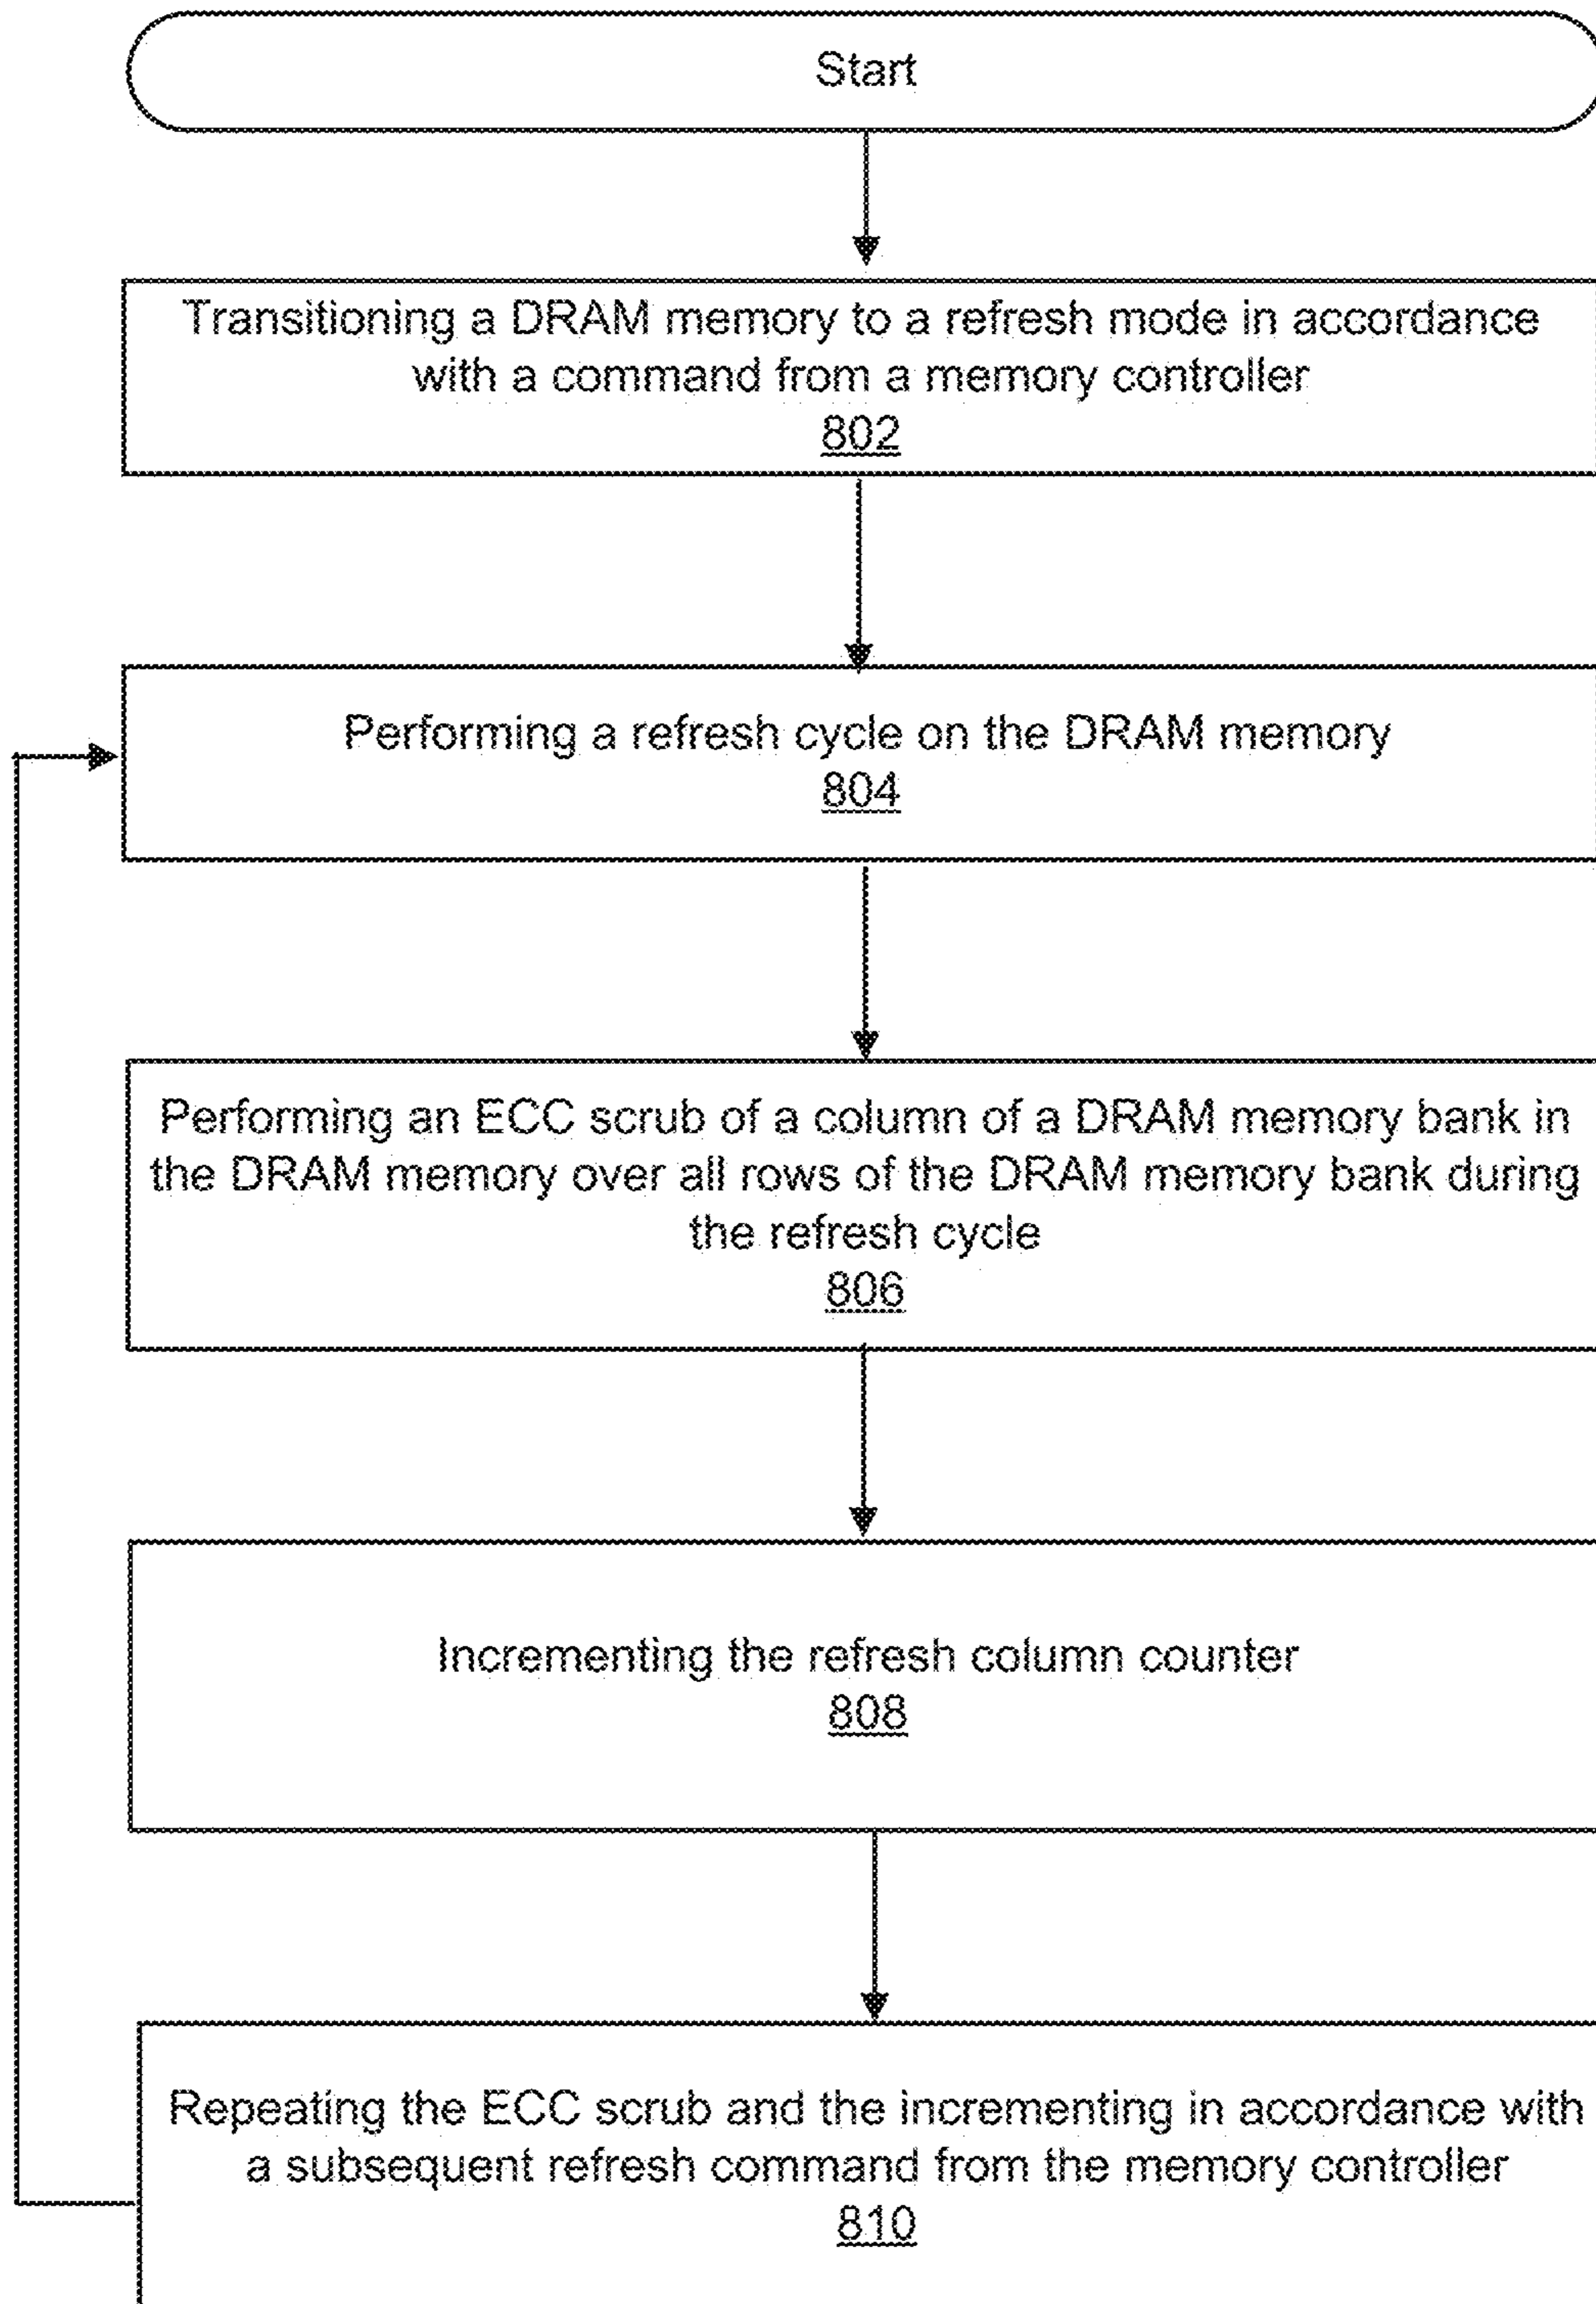 Start
Transitioning a DRAM memory to a refresh mode in accordance
with a command from a memory controller
802
Performing a refresh cycle on the DRAM memory
804
Performing an ECC scrub of a column of a DRAM memory bank in
the DRAM memory over all rows of the DRAM memory bank during
the refresh cycle
806
Incrementing the refresh column counter
808
Repeating the ECC scrub and the incrementing in accordance with
a subsequent refresh command from the memory controller
810